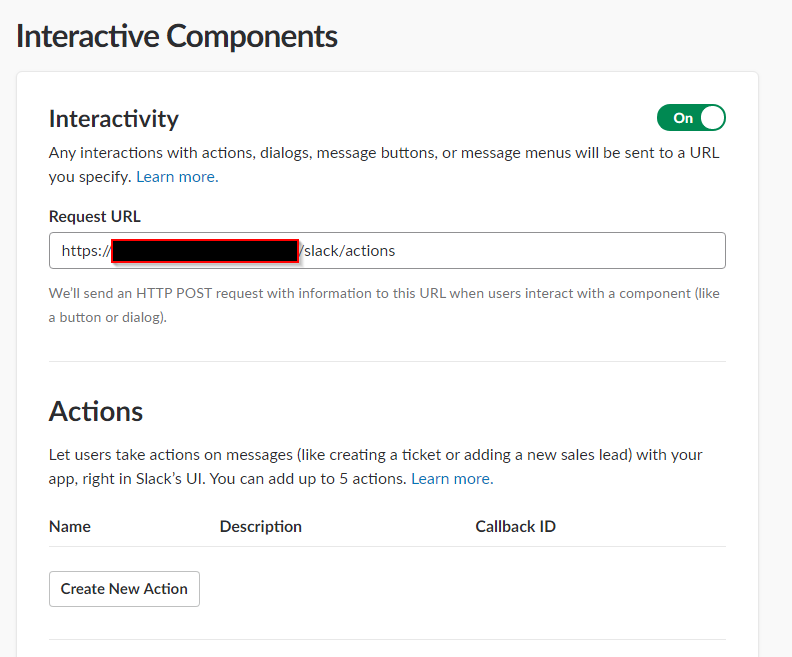 Interactive Components
Interactivity
On
Any interactions with actions, dialogs, message buttons, or message menus will be sent to a URL
you specify. Learn more.
Request URL
https:// /slack/actions
We’ll send an HTTP POST request with information to this URL when users interact with a component (like
a button or dialog).
Actions
Let users take actions on messages (like creating a ticket or adding a new sales lead) with your
app, right in Slack’s UI. You can add up to 5 actions. Learn more.
Name Description Callback ID
Create New Action